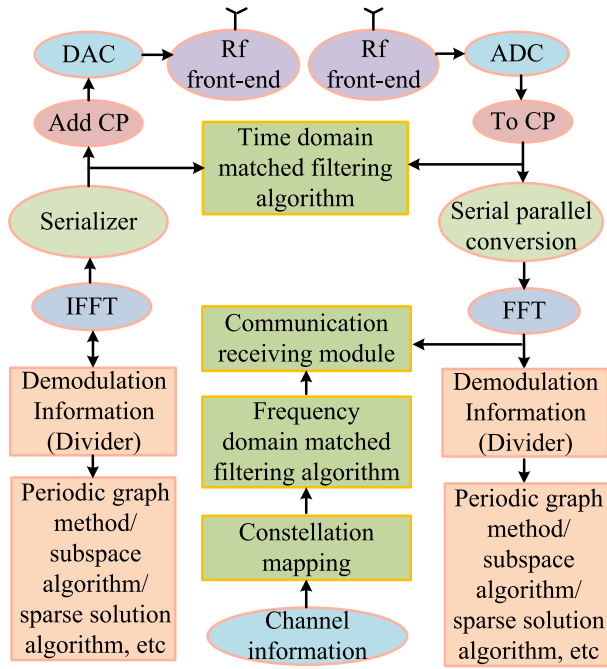 DAC
Rf
front-end
Rf
front-end
ADC
Add CP
Time domain
matched filtering
algorithm
To CP
Serializer
Serial parallel
conversion
IFFT
Communication
receiving module
FFT
Demodulation
Information
(Divider)
Frequency
domain matched
filtering algorithm
Demodulation
Information
(Divider)
Periodic graph
method/
subspace
algorithm/
sparse solution
algorithm, etc
Constellation
mapping
Channel
information
Periodic graph
method/
subspace
algorithm/
sparse solution
algorithm, etc